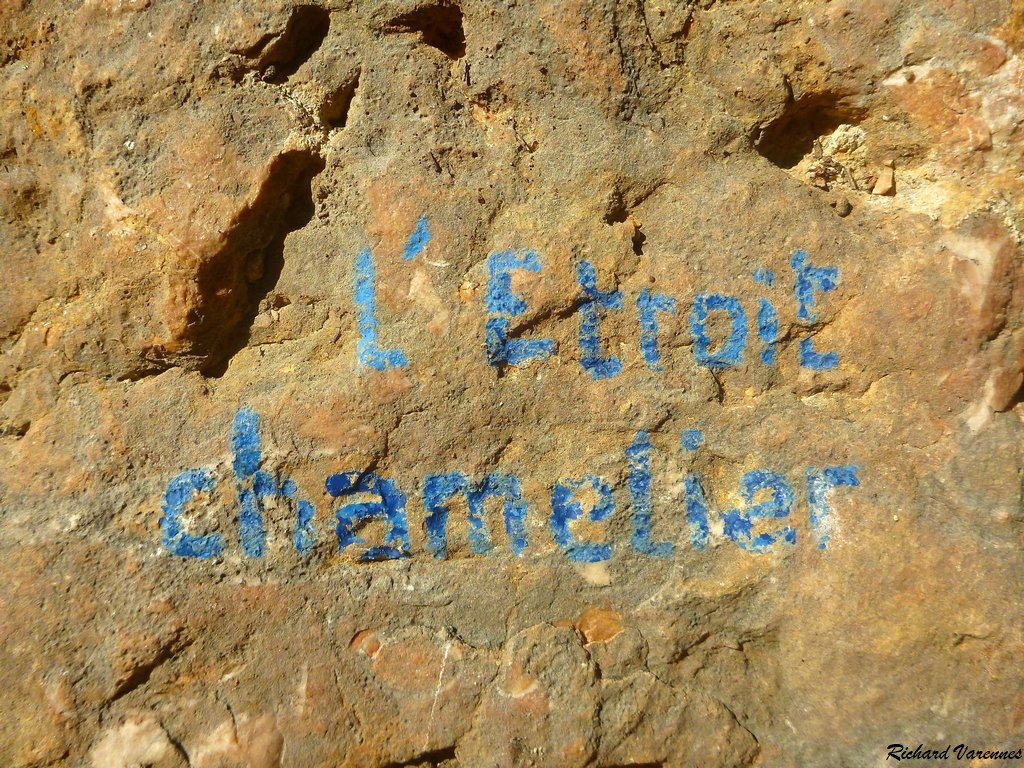 L'Etroit
chamelier
Richard Varennes